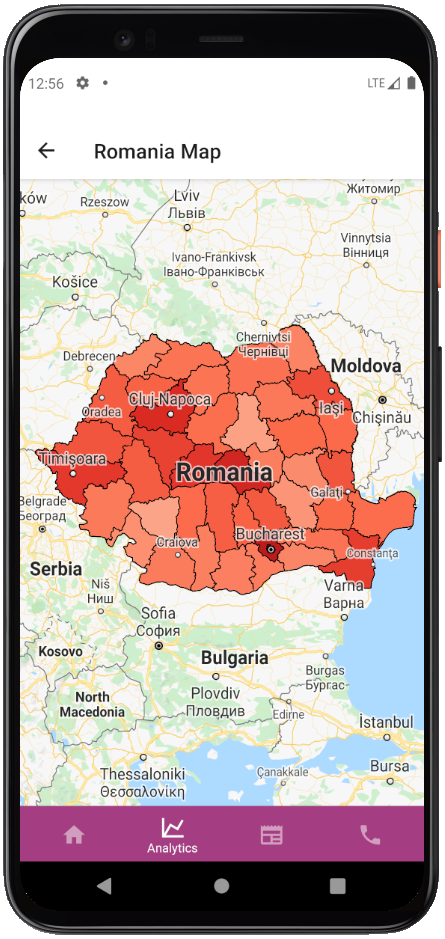 12:56
LTE
Romania Map
Житомир
ków
Rzeszow
Lviv
Львів
Vinnytsia
Вінниця
Ivano-Frankivsk
Івано-Франківськ
Košice
Chernivtsi
Чернівці
Debrecen
Moldova
Cluj-Napoca
Oradea
Iași
Chișinău
Timișoara
Romania
Galați
Belgrade
Београд
Bucharest
Craiova
Constanța
Serbia
Varna
Варна
Niš
Ниш
Sofia
София
Kosovo
Bulgaria
Burgas
Бургас
Plovdiv
Пловдив
North
Macedonia
Edirne
İstanbul
Bursa
Thessaloniki
Θεσσαλονίκη
Çanakkale
Analytics